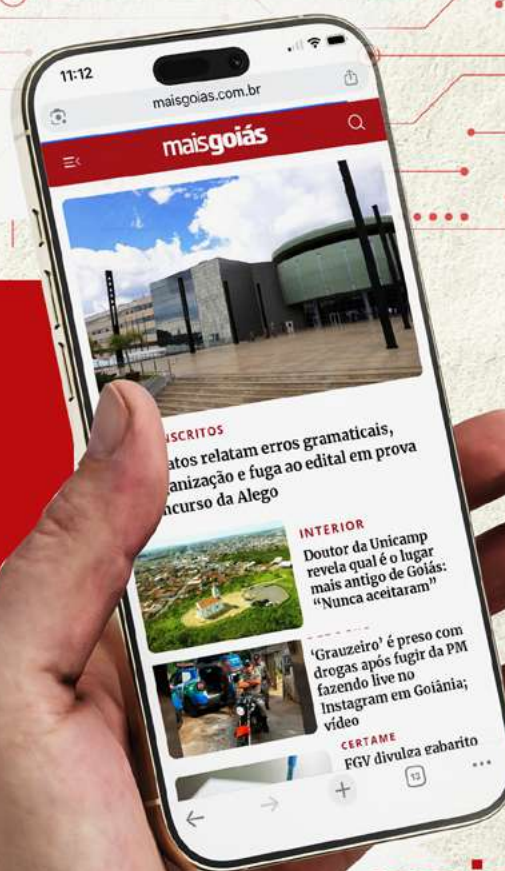 11:12
maisgoias.com.br
maisgoiás
NSCRITOS
atos relatam erros gramaticais,
anização e fuga ao edital em prova
ncurso da Alego
INTERIOR
Doutor da Unicamp
revela qual é o lugar
mais antigo de Goiás:
“Nunca aceitaram”
‘Grauzeiro’ é preso com
drogas após fugir da PM
fazendo live no
Instagram em Goiânia;
vídeo
CERTAME
FGV divulga gabarito
13